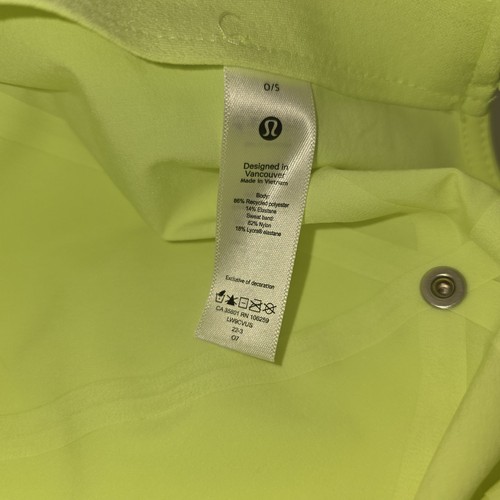 O/S
Designed in
Vancouver
Made in Vietnam
Body:
86% Recycled polyester
14% Elastane
Sweat band:
82% Nylon
18% Lycra® elastane
Exclusive of decoration
CA 35801 RN 106259
LW9CVUS
22-3
07